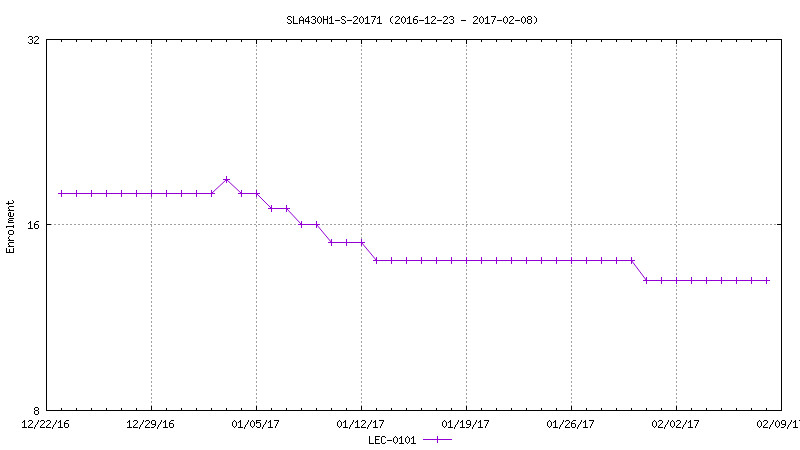 SLA430H1-S-20171 (2016-12-23 - 2017-02-08)
32
Enrolment
16
8
12/22/16 12/29/16 01/05/17 01/12/17 01/19/17 01/26/17 02/02/17 02/09/1
LEC-0101